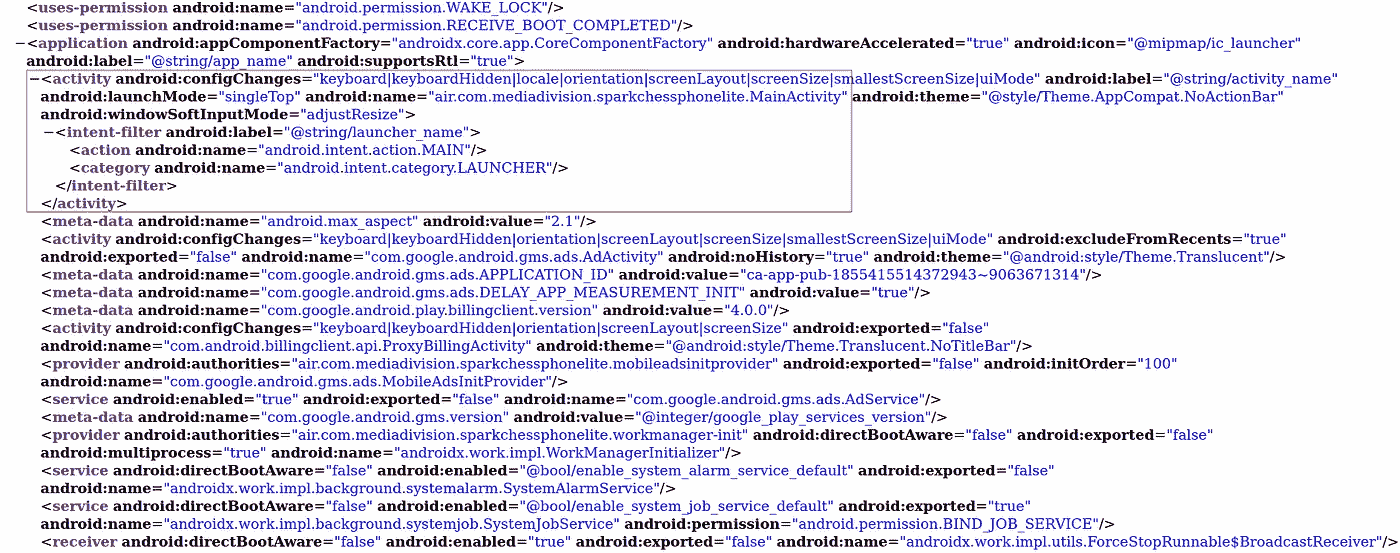 <uses-permission android:name="android.permission.WAKE_LOCK"/>
<uses-permission android:name="android.permission.RECEIVE_BOOT_COMPLETED"/>
−<application android:appComponentFactory="androidx.core.app.CoreComponentFactory" android:hardwareAccelerated="true" android:icon="@mipmap/ic_launcher"
android:label="@string/app_name" android:supportsRtl="true">
−<activity android:configChanges="keyboard|keyboardHidden|locale|orientation|screenLayout|screenSize|smallestScreenSize|uiMode" android:label="@string/activity_name"
android:launchMode="singleTop" android:name="air.com.mediadivision.sparkchessphonelite.MainActivity" android:theme="@style/Theme.AppCompat.NoActionBar"
android:windowSoftInputMode="adjustResize">
−<intent-filter android:label="@string/launcher_name">
<action android:name="android.intent.action.MAIN"/>
<category android:name="android.intent.category.LAUNCHER"/>
</intent-filter>
</activity>
<meta-data android:name="android.max_aspect" android:value="2.1"/>
<activity android:configChanges="keyboard|keyboardHidden|orientation|screenLayout|screenSize|smallestScreenSize|uiMode" android:excludeFromRecents="true"
android:exported="false" android:name="com.google.android.gms.ads.AdActivity" android:noHistory="true" android:theme="@android:style/Theme.Translucent"/>
<meta-data android:name="com.google.android.gms.ads.APPLICATION_ID" android:value="ca-app-pub-1855415514372943~9063671314"/>
<meta-data android:name="com.google.android.gms.ads.DELAY_APP_MEASUREMENT_INIT" android:value="true"/>
<meta-data android:name="com.google.android.play.billingclient.version" android:value="4.0.0"/>
<activity android:configChanges="keyboard|keyboardHidden|orientation|screenLayout|screenSize" android:exported="false"
android:name="com.android.billingclient.api.ProxyBillingActivity" android:theme="@android:style/Theme.Translucent.NoTitleBar"/>
<provider android:authorities="air.com.mediadivision.sparkchessphonelite.mobileadsinitprovider" android:exported="false" android:initOrder="100"
android:name="com.google.android.gms.ads.MobileAdsInitProvider"/>
<service android:enabled="true" android:exported="false" android:name="com.google.android.gms.ads.AdService"/>
<meta-data android:name="com.google.android.gms.version" android:value="@integer/google_play_services_version"/>
<provider android:authorities="air.com.mediadivision.sparkchessphonelite.workmanager-init" android:directBootAware="false" android:exported="false"
android:multiprocess="true" android:name="androidx.work.impl.WorkManagerInitializer"/>
<service android:directBootAware="false" android:enabled="@bool/enable_system_alarm_service_default" android:exported="false"
android:name="androidx.work.impl.background.systemalarm.SystemAlarmService"/>
<service android:directBootAware="false" android:enabled="@bool/enable_system_job_service_default" android:exported="true"
android:name="androidx.work.impl.background.systemjob.SystemJobService" android:permission="android.permission.BIND_JOB_SERVICE"/>
<receiver android:directBootAware="false" android:enabled="true" android:exported="false" android:name="androidx.work.impl.utils.ForceStopRunnable$BroadcastReceiver"/>